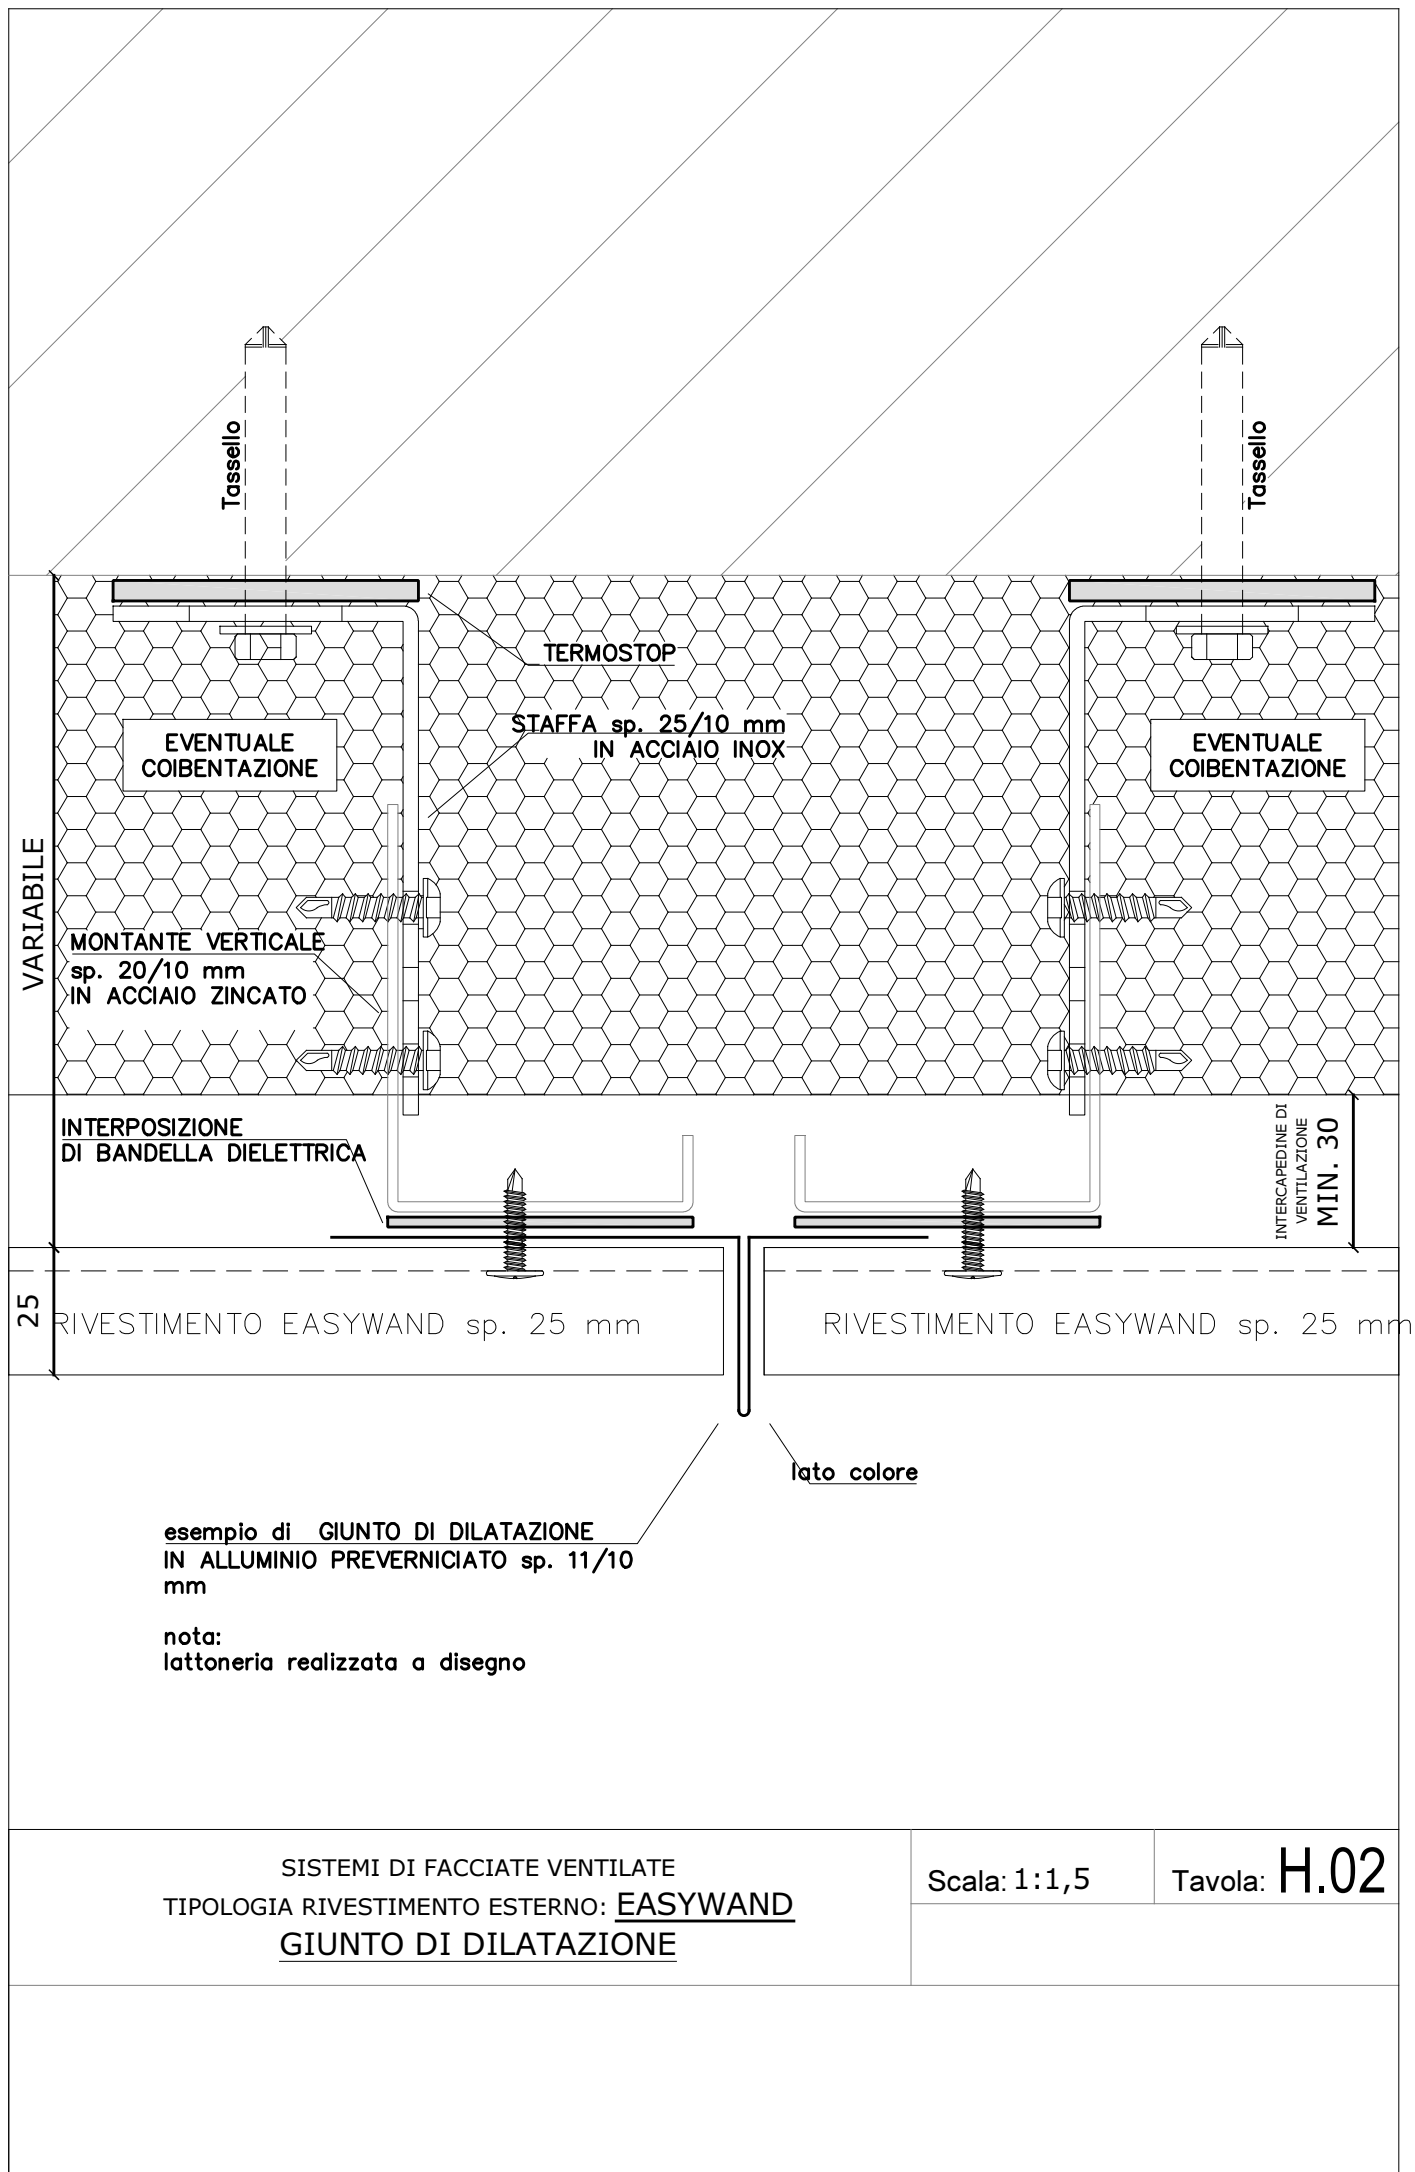 Tassello
Tassello
TERMOSTOP
STAFFA sp. 25/10 mm
IN ACCIAIO INOX
EVENTUALE
COIBENTAZIONE
EVENTUALE
COIBENTAZIONE
VARIABILE
MONTANTE VERTICALE
sp. 20/10 mm
IN ACCIAIO ZINCATO
INTERPOSIZIONE
DI BANDELLA DIELETTRICA
INTERCAPEDINE DI
VENTILAZIONE
MIN. 30
25
RIVESTIMENTO EASYWAND sp. 25 mm
RIVESTIMENTO EASYWAND sp. 25 mm
lato colore
esempio di GIUNTO DI DILATAZIONE
IN ALLUMINIO PREVERNICIATO sp. 11/10
mm
nota:
lattoneria realizzata a disegno
SISTEMI DI FACCIATE VENTILATE
TIPOLOGIA RIVESTIMENTO ESTERNO: EASYWAND
GIUNTO DI DILATAZIONE
Scala: 1:1,5
Tavola: H.02